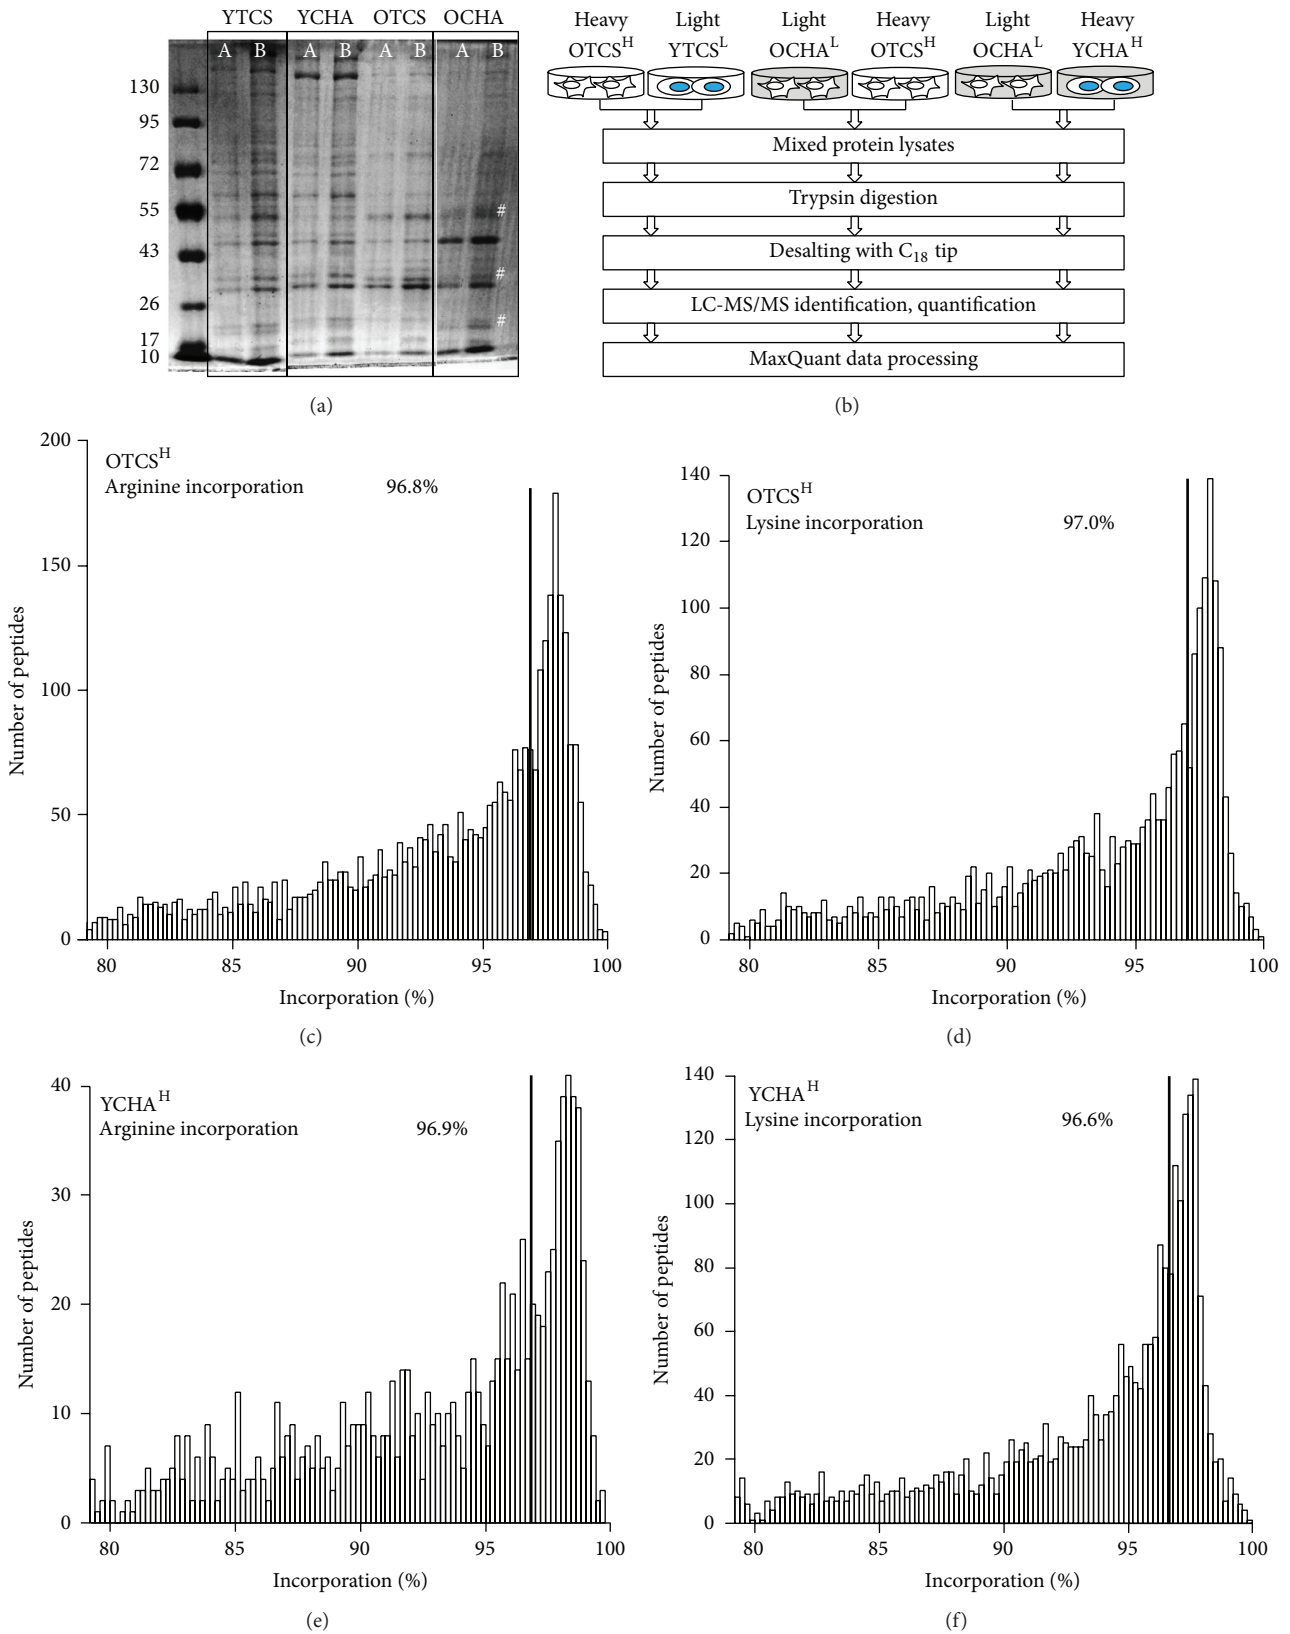 YTCS YCHA OTCS OCHA
A B A B A B A B
130
95
72
55
43
26
17
10
#
#
#
(a)
Heavy Light Light Heavy Light Heavy
OTCS^H YTCS^L OCHA^L OTCS^H OCHA^L YCHA^H
Mixed protein lysates
Trypsin digestion
Desalting with C18 tip
LC-MS/MS identification, quantification
MaxQuant data processing
(b)
OTCS^H
Arginine incorporation 96.8%
Number of peptides
200
150
100
50
0
80 85 90 95 100
Incorporation (%)
(c)
OTCS^H
Lysine incorporation 97.0%
Number of peptides
140
120
100
80
60
40
20
0
80 85 90 95 100
Incorporation (%)
(d)
YCHA^H
Arginine incorporation 96.9%
Number of peptides
40
30
20
10
0
80 85 90 95 100
Incorporation (%)
(e)
YCHA^H
Lysine incorporation 96.6%
Number of peptides
140
120
100
80
60
40
20
0
80 85 90 95 100
Incorporation (%)
(f)